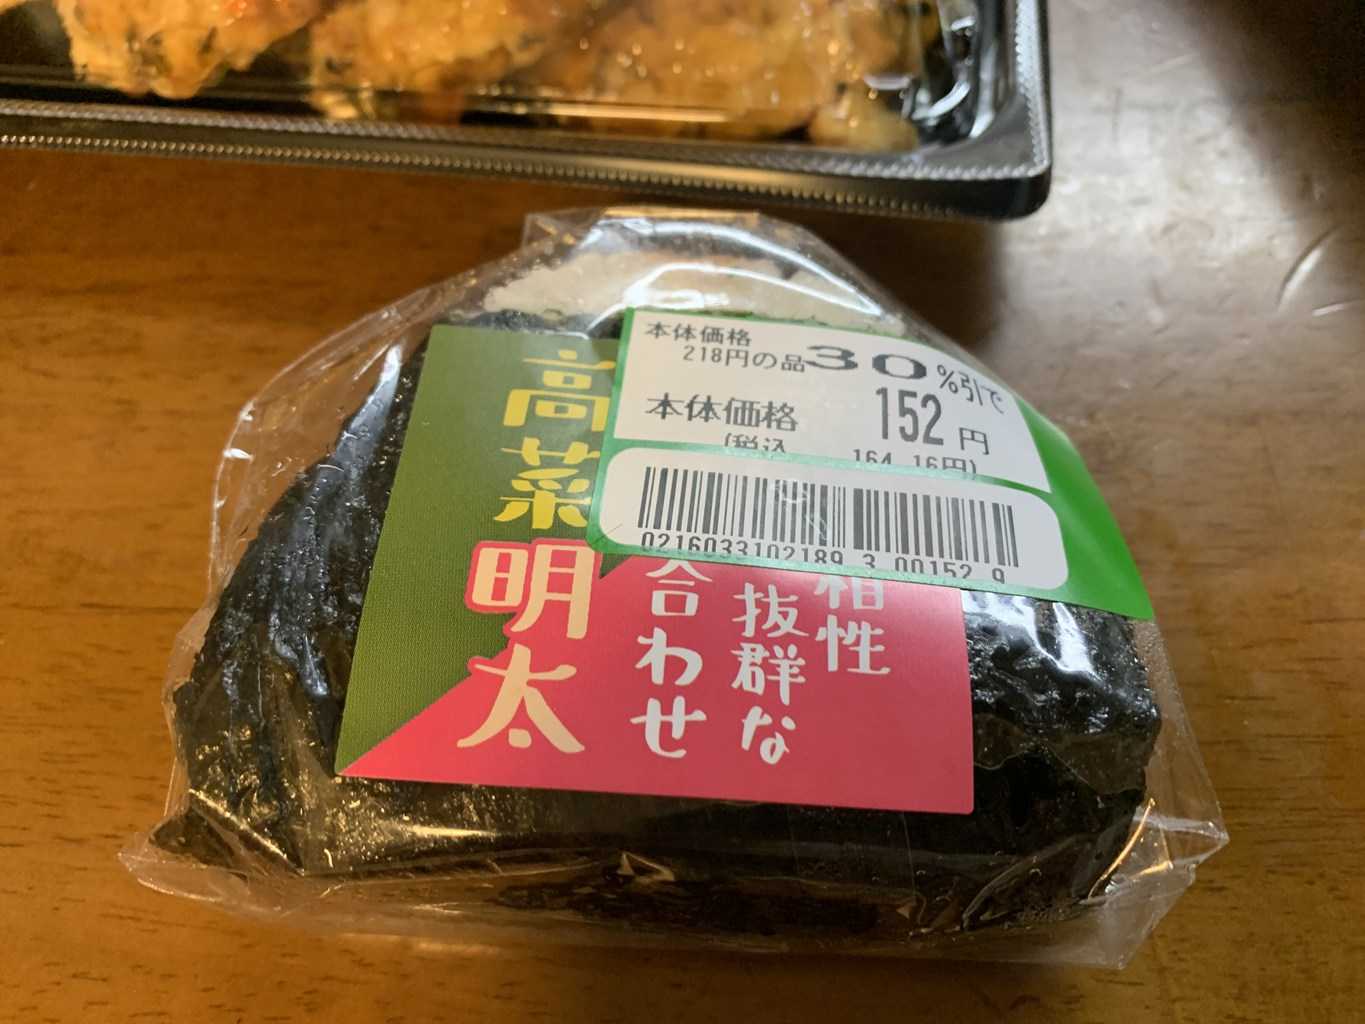 本体価格
218円の品30%引で
本体価格 152円
(税込 164.16円)
0216033102189 3 00152 9
高菜明太
相性
抜群な
合わせ